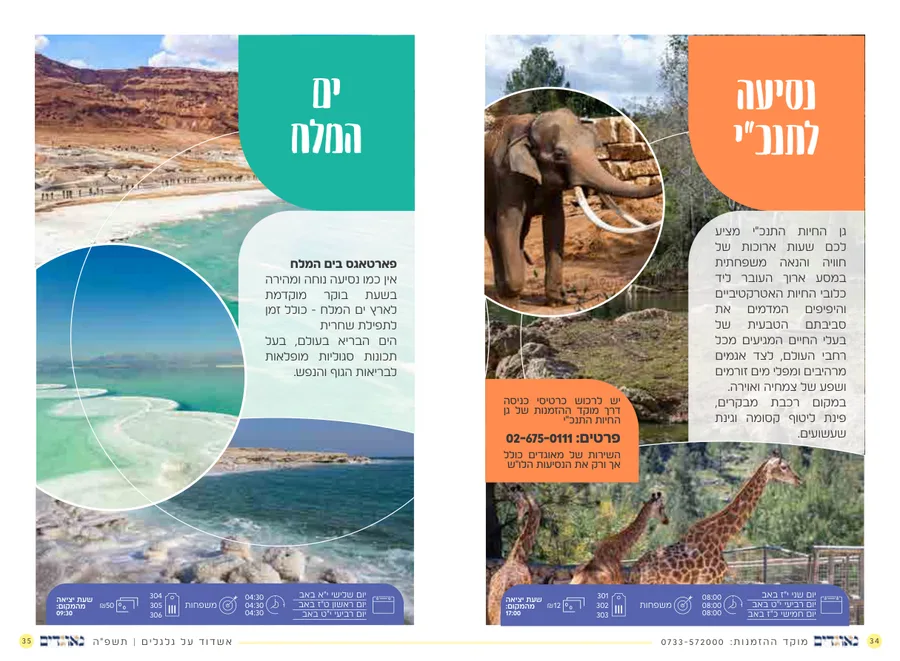 נסיעה
לתנכ"י
גן החיות התנכ"י מציע
לכם שעות ארוכות של
חוויה והנאה משפחתית
במסע ארוך העובר ליד
כלובי החיות האטרקטיביים
והיפיפים המדמים את
סביבתם הטבעית של
בעלי החיים המגיעים מכל
רחבי העולם, לצד אגמים
מרהיבים ומפלי מים זורמים
ושפע של צמחיה ואוירה.
במקום רכבת מבקרים,
פינת ליטוף קסומה וגינת
שעשועים.
יש לרכוש כרטיסי כניסה
דרך מוקד ההזמנות של גן
החיות התנכ"י
פרטים: 02-675-0111
השירות של מאוגדים כולל
אך ורק את הנסיעות הלו"ש
יום שני י"ז באב
יום רביעי י"ט באב
יום חמישי כ"ז באב
08:00
08:00
08:00
משפחות
301
302
303
₪12
שעת יציאה
מהמקום:
17:00
34
מאוגדים
מוקד ההזמנות: 0733-572000
ים
המלח
פארטאגס בים המלח
אין כמו נסיעה נוחה ומהירה
בשעת בוקר מוקדמת
לארץ ים המלח - כולל זמן
לתפילת שחרית
הים הבריא בעולם, בעל
תכונות סגוליות מופלאות
לבריאות הגוף והנפש.
יום שלישי י"א באב
יום ראשון ט"ז באב
יום רביעי י"ט באב
04:30
04:30
04:30
משפחות
304
305
306
₪50
שעת יציאה
מהמקום:
09:30
אשדוד על גלגלים | תשפ"ה
מאוגדים
35